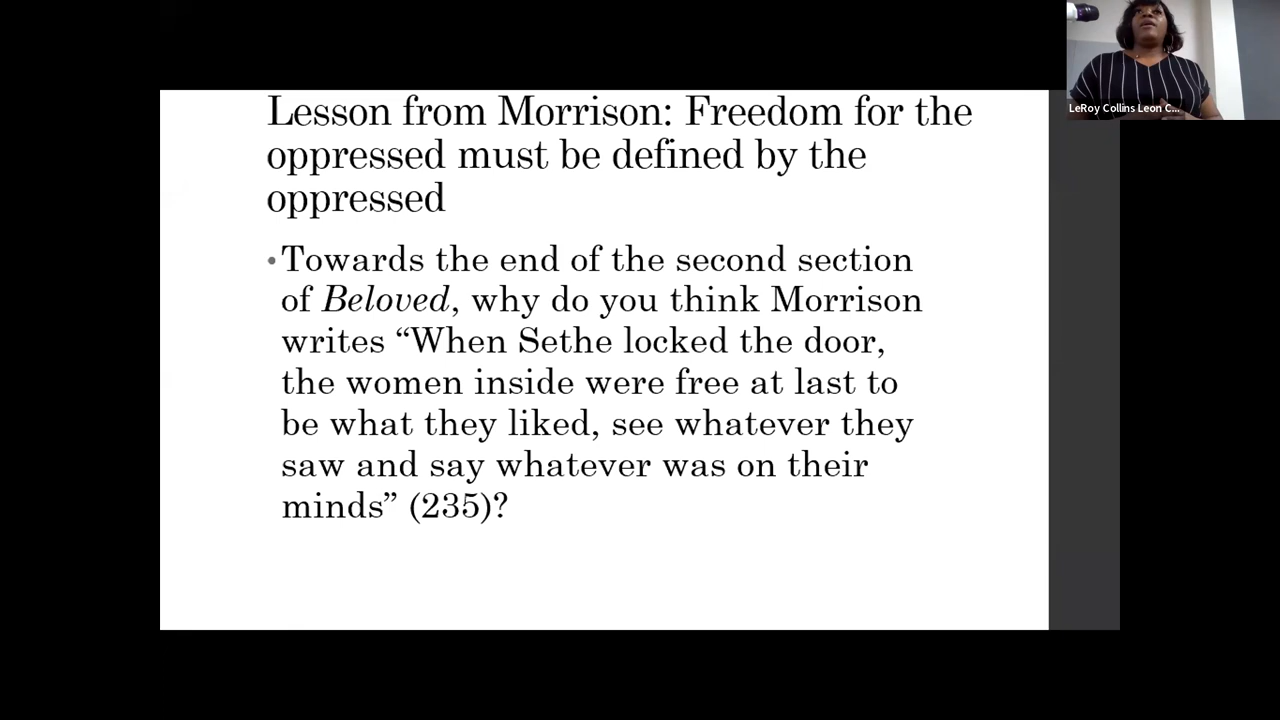 Lesson from Morrison: Freedom for the
oppressed must be defined by the
oppressed
•Towards the end of the second section
of Beloved, why do you think Morrison
writes “When Sethe locked the door,
the women inside were free at last to
be what they liked, see whatever they
saw and say whatever was on their
minds” (235)?
LeRoy Collins Leon C...